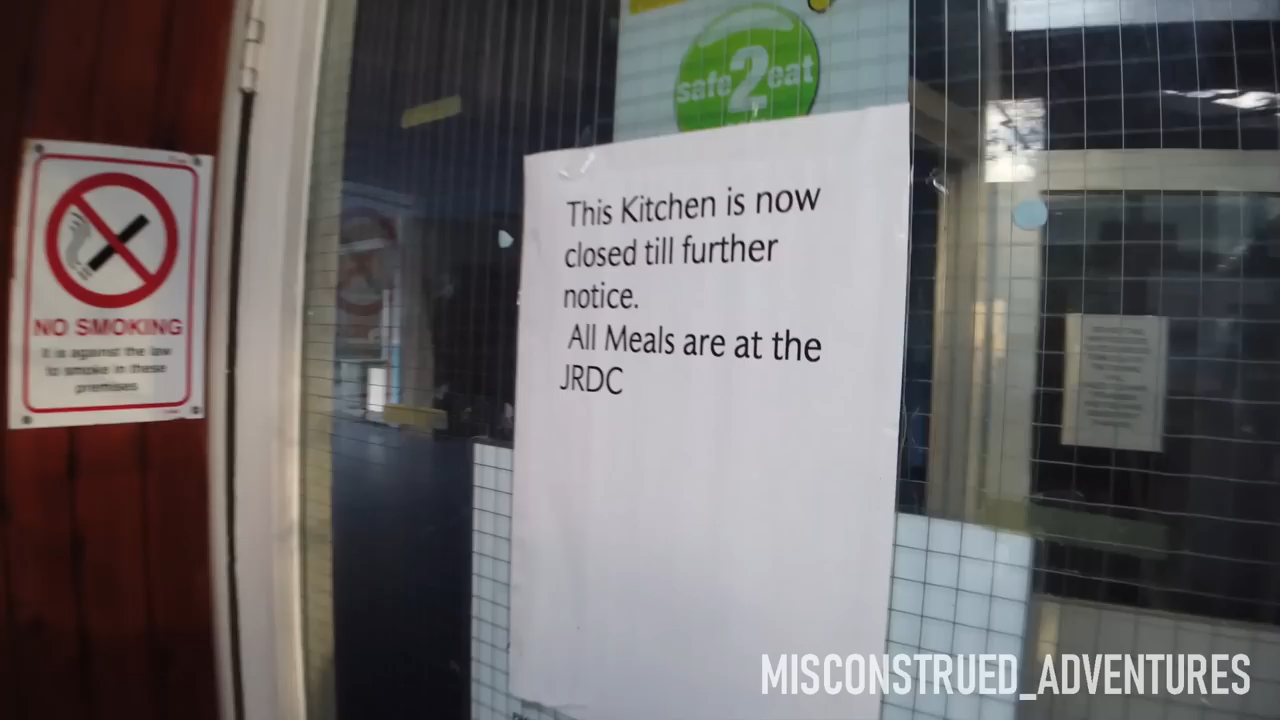 safe2eat
This Kitchen is now
closed till further
notice.
All Meals are at the
JRDC
NO SMOKING
It is against the law
to smoke in these
premises
MISCONSTRUED_ADVENTURES